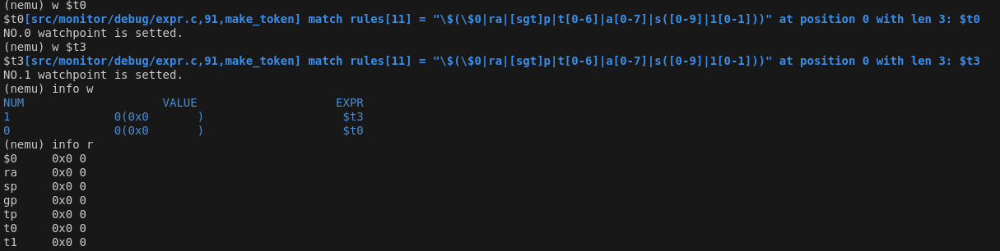 (nemu) w $t0
$t0[src/monitor/debug/expr.c,91,make_token] match rules[11] = "\$(\$0|ra|[sgt]p|t[0-6]|a[0-7]|s([0-9]|1[0-1]))" at position 0 with len 3: $t0
NO.0 watchpoint is setted.
(nemu) w $t3
$t3[src/monitor/debug/expr.c,91,make_token] match rules[11] = "\$(\$0|ra|[sgt]p|t[0-6]|a[0-7]|s([0-9]|1[0-1]))" at position 0 with len 3: $t3
NO.1 watchpoint is setted.
(nemu) info w
NUM                    VALUE                    EXPR
1               0(0x0       )                    $t3
0               0(0x0       )                    $t0
(nemu) info r
$0     0x0 0
ra     0x0 0
sp     0x0 0
gp     0x0 0
tp     0x0 0
t0     0x0 0
t1     0x0 0